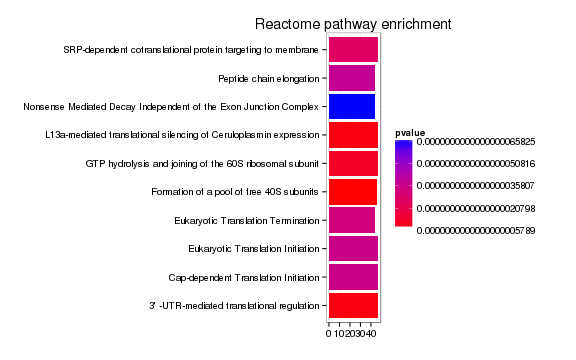 Reactome pathway enrichment
SRP-dependent cotranslational protein targeting to membrane
Peptide chain elongation
Nonsense Mediated Decay Independent of the Exon Junction Complex
L13a-mediated translational silencing of Ceruloplasmin expression
GTP hydrolysis and joining of the 60S ribosomal subunit
Formation of a pool of free 40S subunits
Eukaryotic Translation Termination
Eukaryotic Translation Initiation
Cap-dependent Translation Initiation
3' -UTR-mediated translational regulation
0 10 20 30 40
pvalue
0.000000000000000065825
0.000000000000000050816
0.000000000000000035807
0.000000000000000020798
0.000000000000000005789